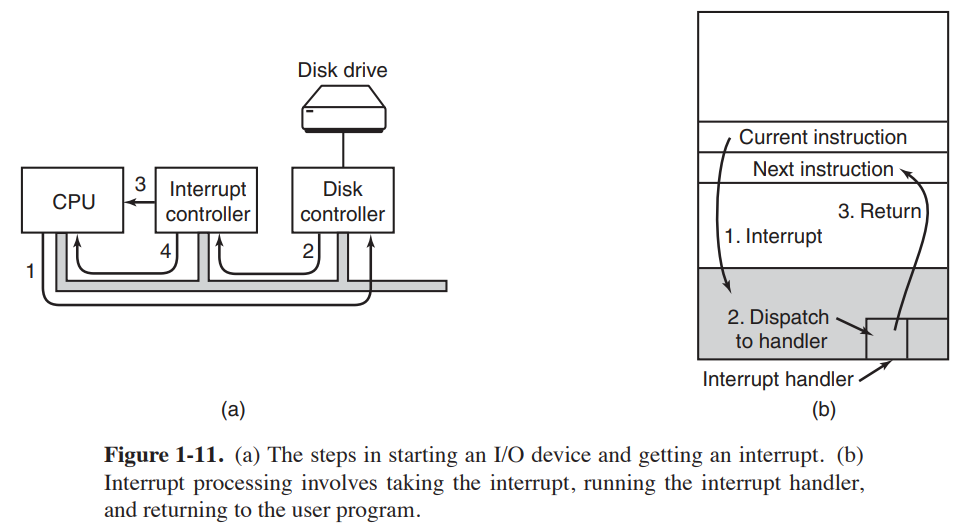 Disk drive
CPU
3
Interrupt
controller
Disk
controller
1
4
2
(a)
Current instruction
Next instruction
3. Return
1. Interrupt
2. Dispatch
to handler
Interrupt handler
(b)
Figure 1-11. (a) The steps in starting an I/O device and getting an interrupt. (b)
Interrupt processing involves taking the interrupt, running the interrupt handler,
and returning to the user program.